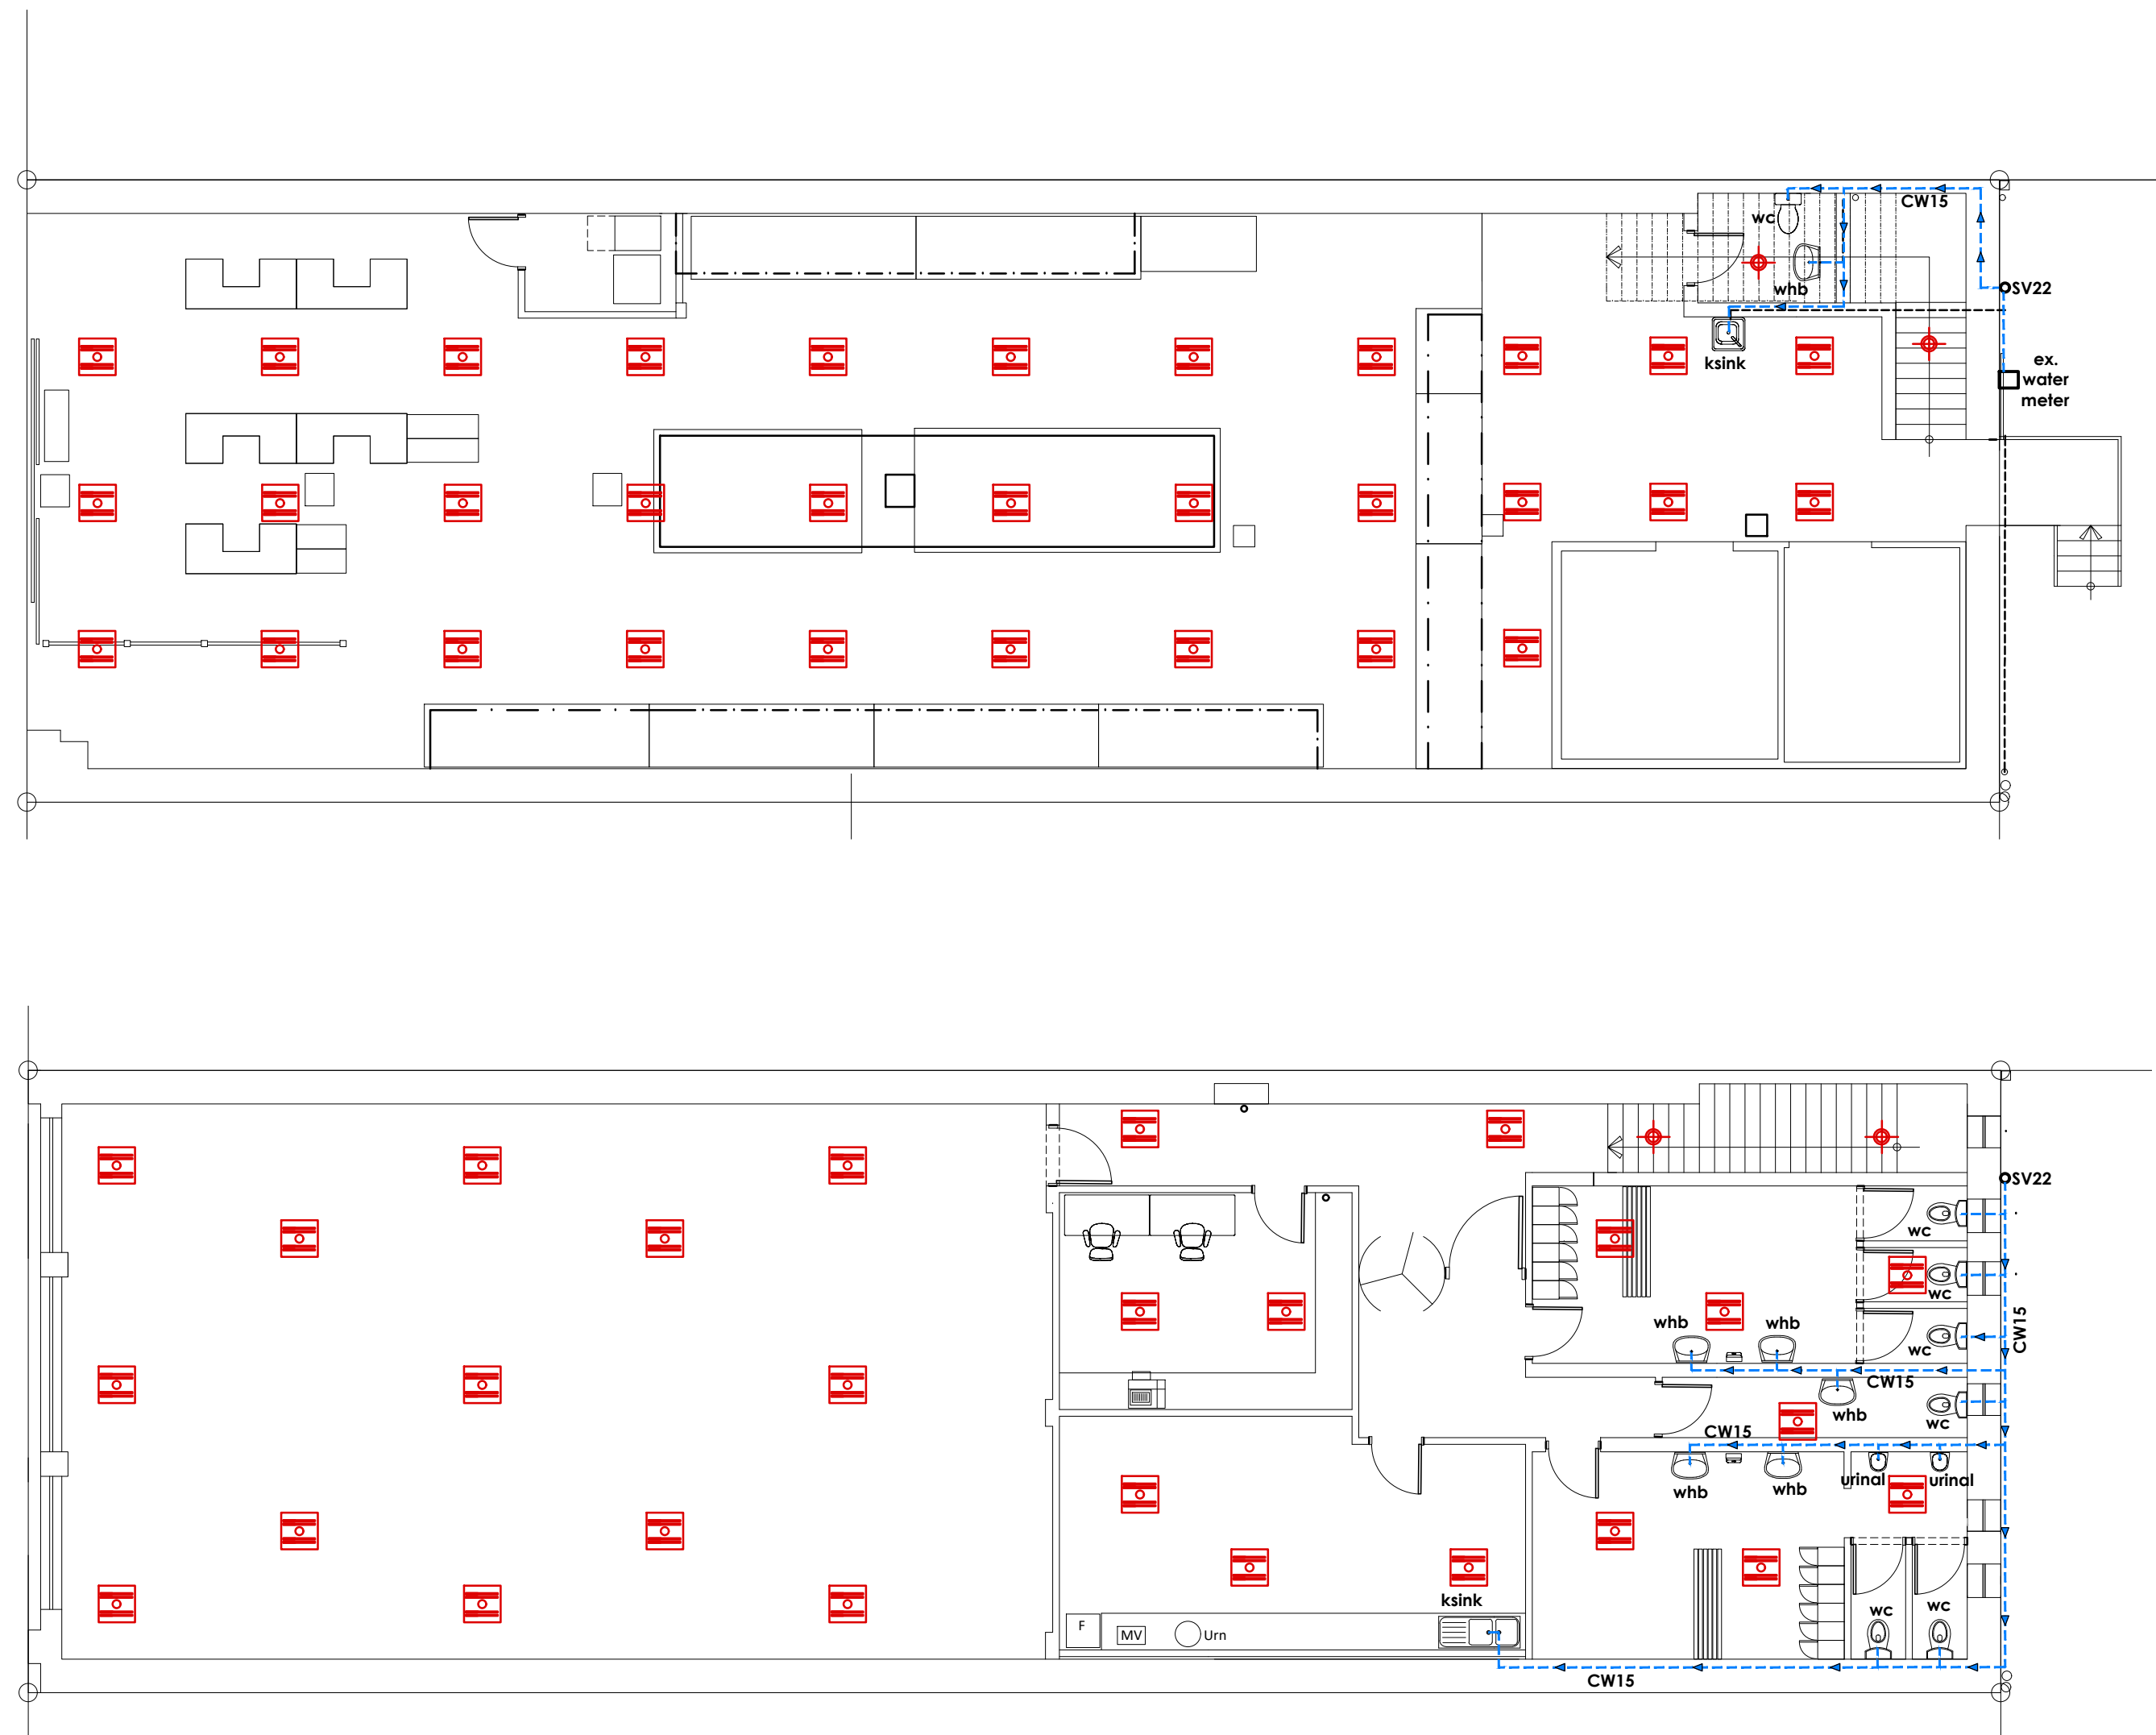 CW15
wc
whb
SV22
ksink
ex.
water
meter
SV22
wc
wc
CW15
whb
whb
wc
CW15
whb
wc
CW15
urinal
urinal
whb
whb
ksink
wc
wc
F
MV
Urn
CW15